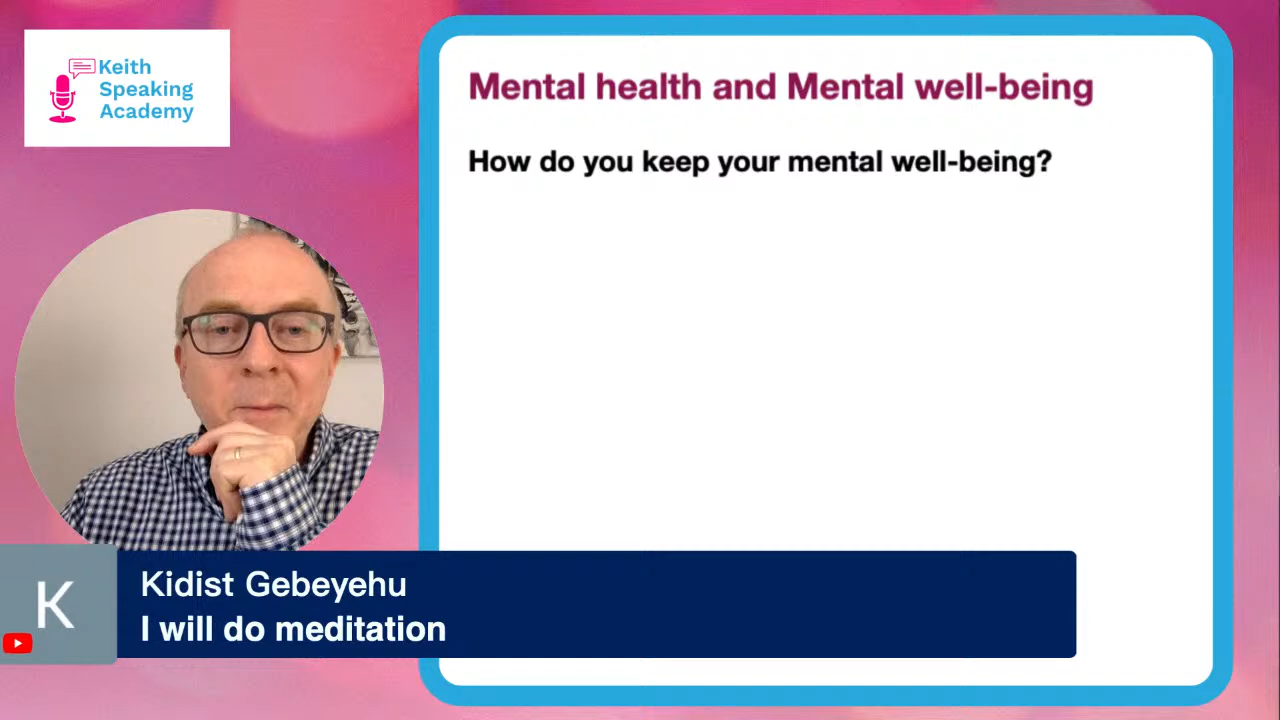 Keith
Speaking
Academy
Mental health and Mental well-being
How do you keep your mental well-being?
K
Kidist Gebeyehu
I will do meditation